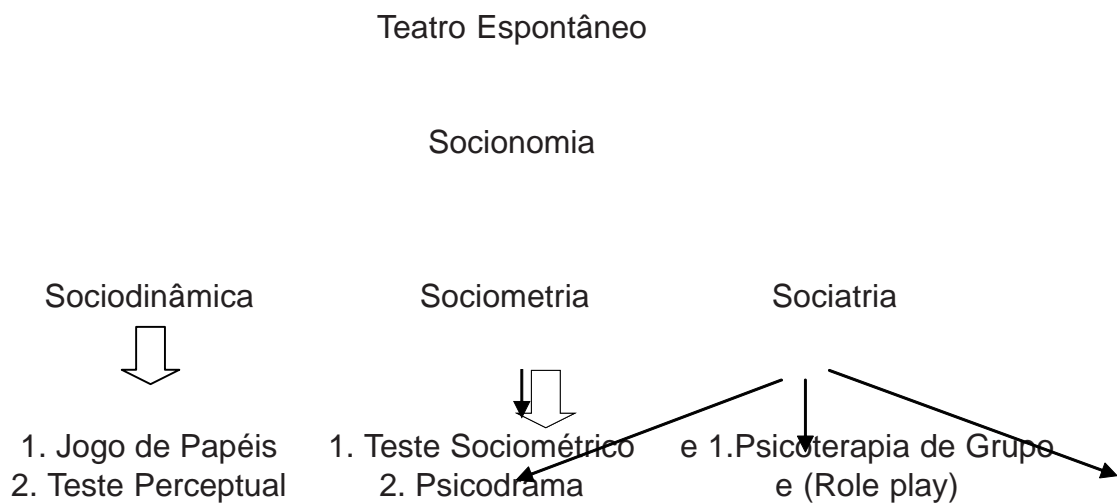 Teatro Espontâneo
Socionomia
Sociodinâmica Sociometria Sociatria
1. Jogo de Papéis 1. Teste Sociométrico e 1.Psicoterapia de Grupo
2. Teste Perceptual 2. Psicodrama e (Role play)